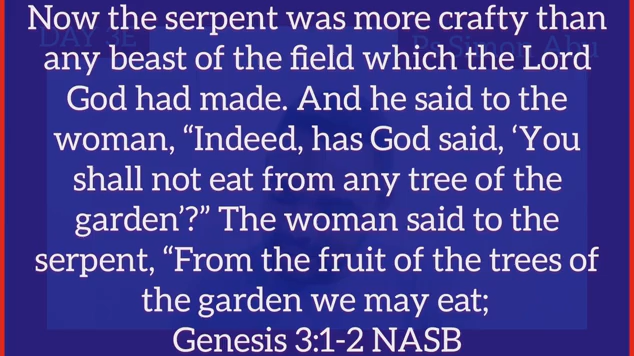 Now the serpent was more crafty than
any beast of the field which the Lord
God had made. And he said to the
woman, “Indeed, has God said, ‘You
shall not eat from any tree of the
garden’?” The woman said to the
serpent, “From the fruit of the trees of
the garden we may eat;
Genesis 3:1-2 NASB
DAY 3E